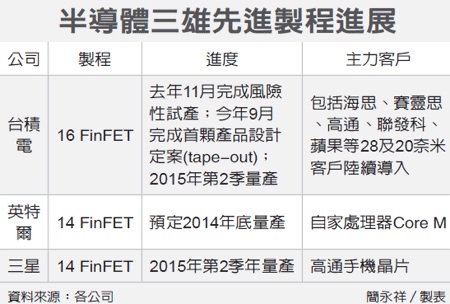 半導體三雄先進製程進展
公司 製程 進度 主力客戶
台積
電
16 FinFET
去年11月完成風險
性試產；今年9月
完成首顆產品設計
定案(tape-out)；
2015年第2季量產
包括海思、賽靈思
、高通、聯發科、
蘋果等28及20奈米
客戶陸續導入
英特
爾
14 FinFET
預定2014年底量產
自家處理器Core M
三星
14 FinFET
2015年第2季年量產
高通手機晶片
資料來源：各公司 簡永祥／製表